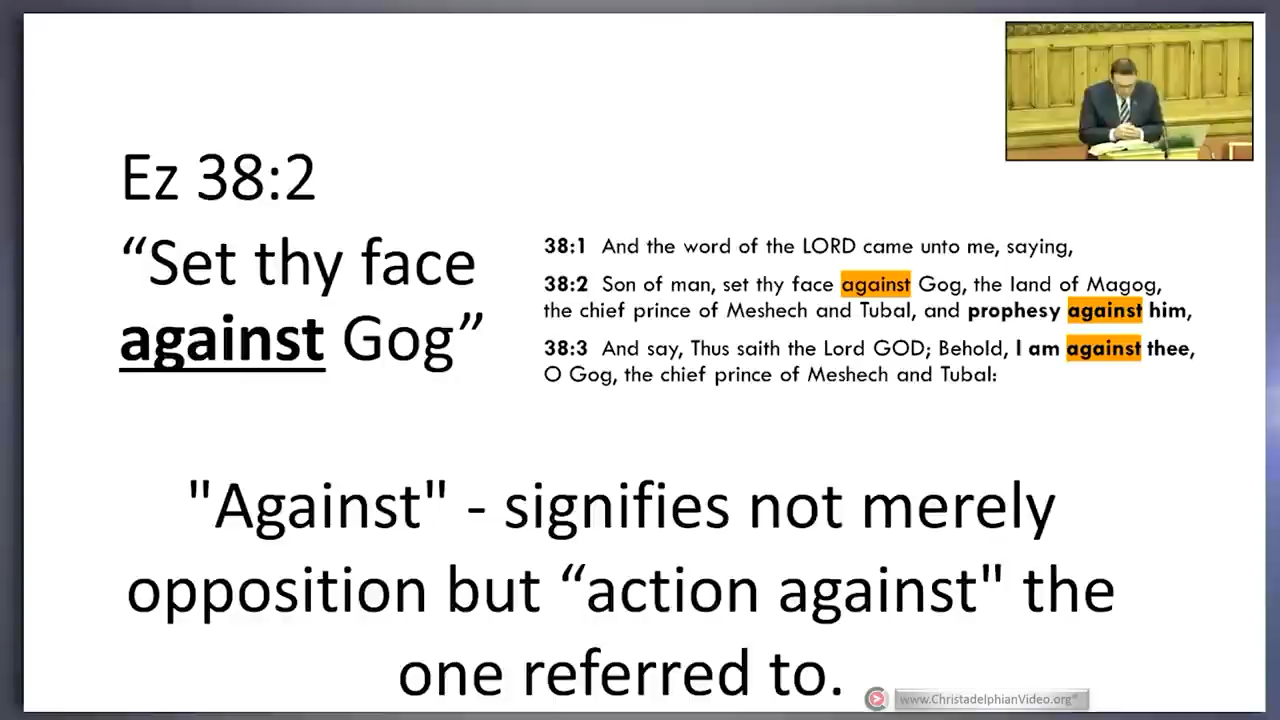 Ez 38:2
“Set thy face
against Gog”
38:1 And the word of the LORD came unto me, saying,
38:2 Son of man, set thy face against Gog, the land of Magog,
the chief prince of Meshech and Tubal, and prophesy against him,
38:3 And say, Thus saith the Lord GOD; Behold, I am against thee,
O Gog, the chief prince of Meshech and Tubal:
"Against" - signifies not merely
opposition but “action against" the
one referred to.
www.ChristadelphianVideo.org